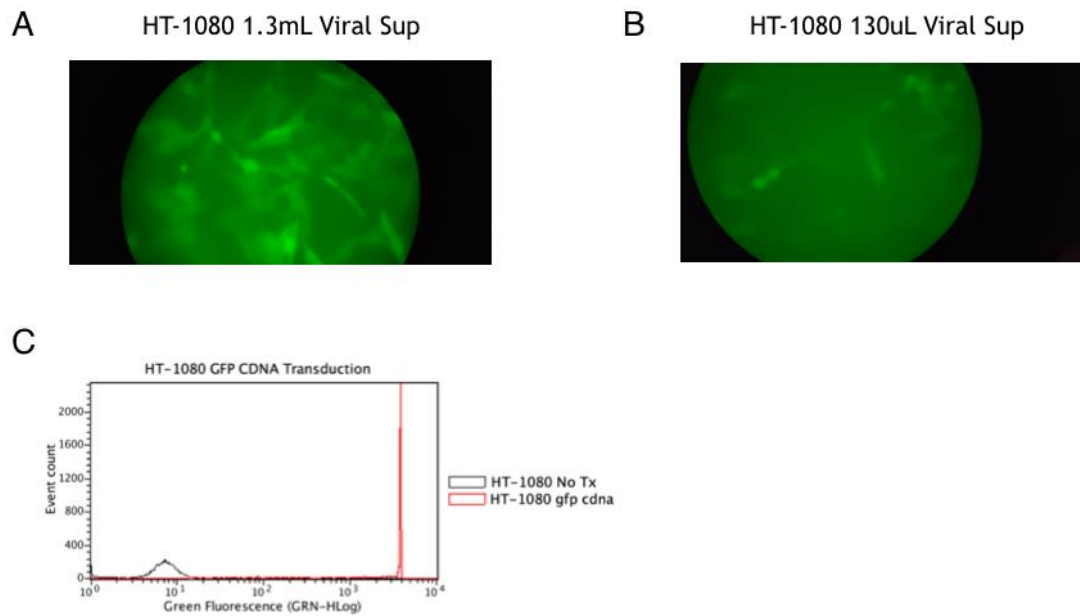 A
HT-1080 1.3mL Viral Sup
B
HT-1080 130uL Viral Sup
C
HT-1080 GFP CDNA Transduction
Event count
2000
1600
1200
800
400
0
10^0 10^1 10^2 10^3 10^4
Green Fluorescence (GRN-HLog)
HT-1080 No Tx
HT-1080 gfp cdna